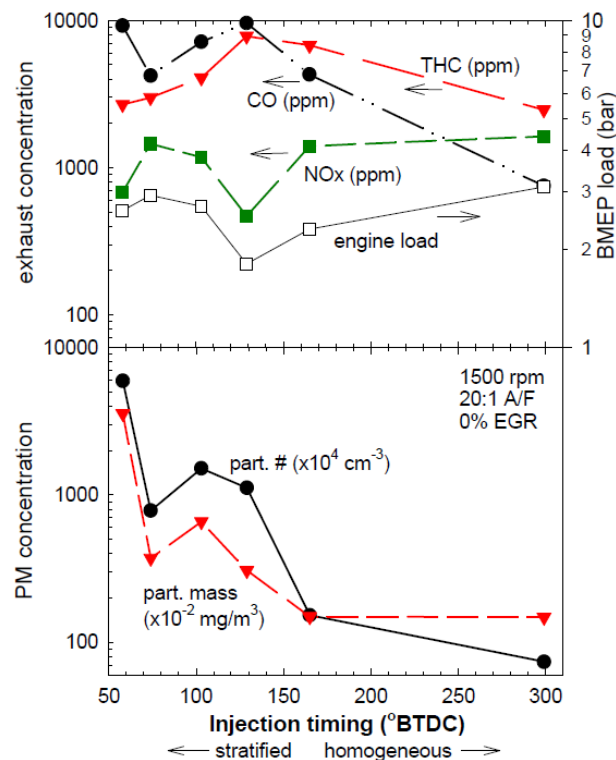 10000
1000
100
exhaust concentration
10
9
8
7
6
5
4
3
2
1
BMEP load (bar)
THC (ppm)
CO (ppm)
NOx (ppm)
engine load
10000
1000
100
PM concentration
1500 rpm
20:1 A/F
0% EGR
part. # (x10⁴ cm⁻³)
part. mass
(x10⁻² mg/m³)
50 100 150 200 250 300
Injection timing (°BTDC)
← stratified homogeneous →